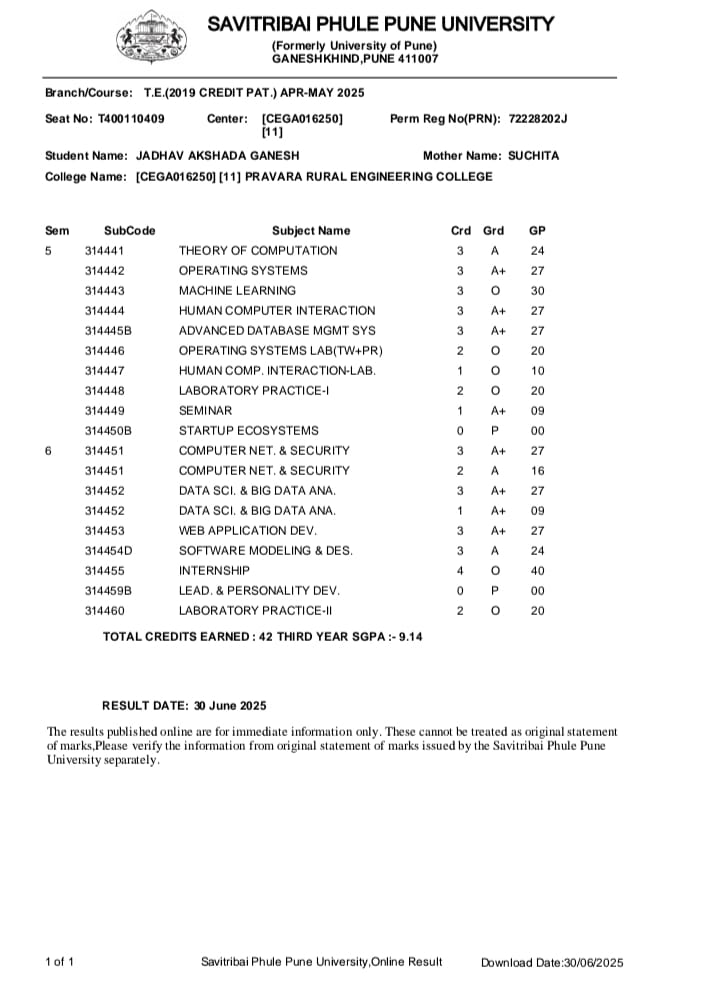 SAVITRIBAI PHULE PUNE UNIVERSITY
(Formerly University of Pune)
GANESHKHIND,PUNE 411007
Branch/Course: T.E.(2019 CREDIT PAT.) APR-MAY 2025
Seat No: T400110409 Center: [CEGA016250] Perm Reg No(PRN): 72228202J
[11]
Student Name: JADHAV AKSHADA GANESH Mother Name: SUCHITA
College Name: [CEGA016250] [11] PRAVARA RURAL ENGINEERING COLLEGE
Sem SubCode Subject Name Crd Grd GP
5 314441 THEORY OF COMPUTATION 3 A 24
314442 OPERATING SYSTEMS 3 A+ 27
314443 MACHINE LEARNING 3 O 30
314444 HUMAN COMPUTER INTERACTION 3 A+ 27
314445B ADVANCED DATABASE MGMT SYS 3 A+ 27
314446 OPERATING SYSTEMS LAB(TW+PR) 2 O 20
314447 HUMAN COMP. INTERACTION-LAB. 1 O 10
314448 LABORATORY PRACTICE-I 2 O 20
314449 SEMINAR 1 A+ 09
314450B STARTUP ECOSYSTEMS 0 P 00
6 314451 COMPUTER NET. & SECURITY 3 A+ 27
314451 COMPUTER NET. & SECURITY 2 A 16
314452 DATA SCI. & BIG DATA ANA. 3 A+ 27
314452 DATA SCI. & BIG DATA ANA. 1 A+ 09
314453 WEB APPLICATION DEV. 3 A+ 27
314454D SOFTWARE MODELING & DES. 3 A 24
314455 INTERNSHIP 4 O 40
314459B LEAD. & PERSONALITY DEV. 0 P 00
314460 LABORATORY PRACTICE-II 2 O 20
TOTAL CREDITS EARNED : 42 THIRD YEAR SGPA :- 9.14
RESULT DATE: 30 June 2025
The results published online are for immediate information only. These cannot be treated as original statement
of marks,Please verify the information from original statement of marks issued by the Savitribai Phule Pune
University separately.
1 of 1 Savitribai Phule Pune University,Online Result Download Date:30/06/2025